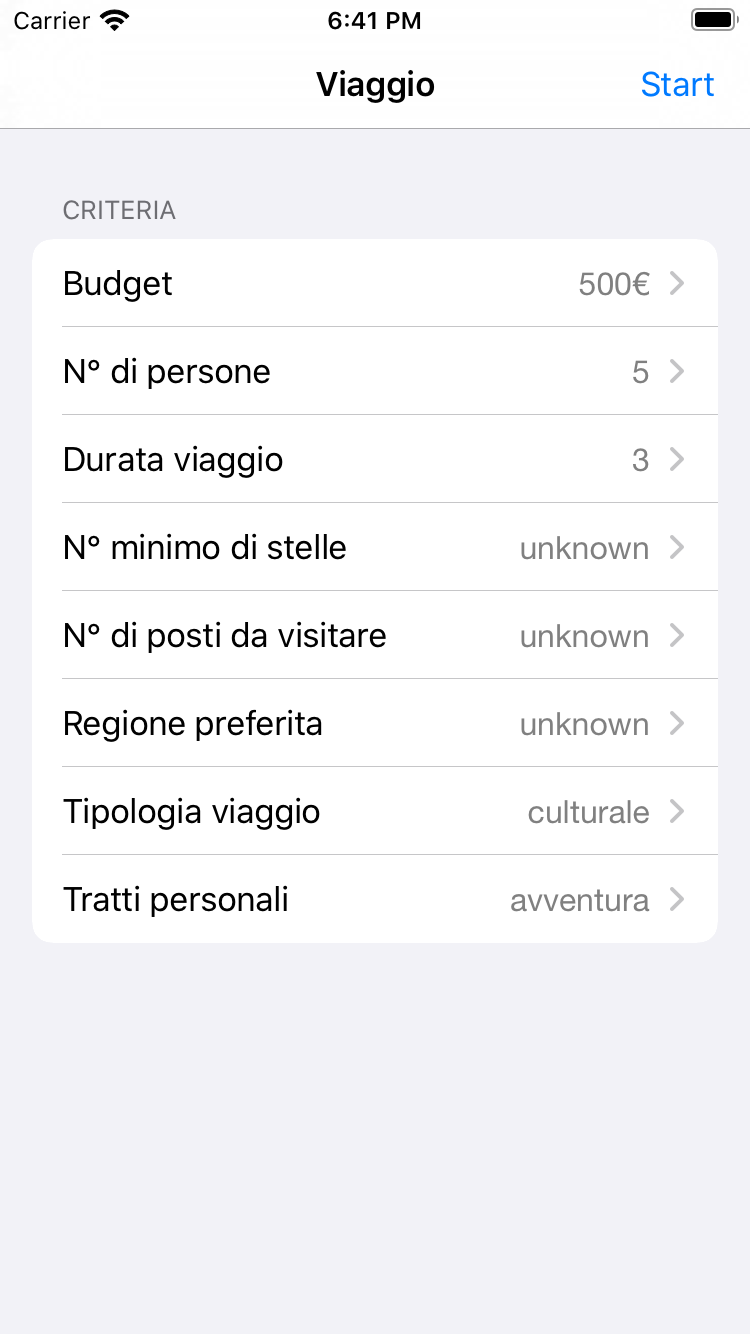 Carrier 6:41 PM
Viaggio Start
CRITERIA
Budget 500€
N° di persone 5
Durata viaggio 3
N° minimo di stelle unknown
N° di posti da visitare unknown
Regione preferita unknown
Tipologia viaggio culturale
Tratti personali avventura